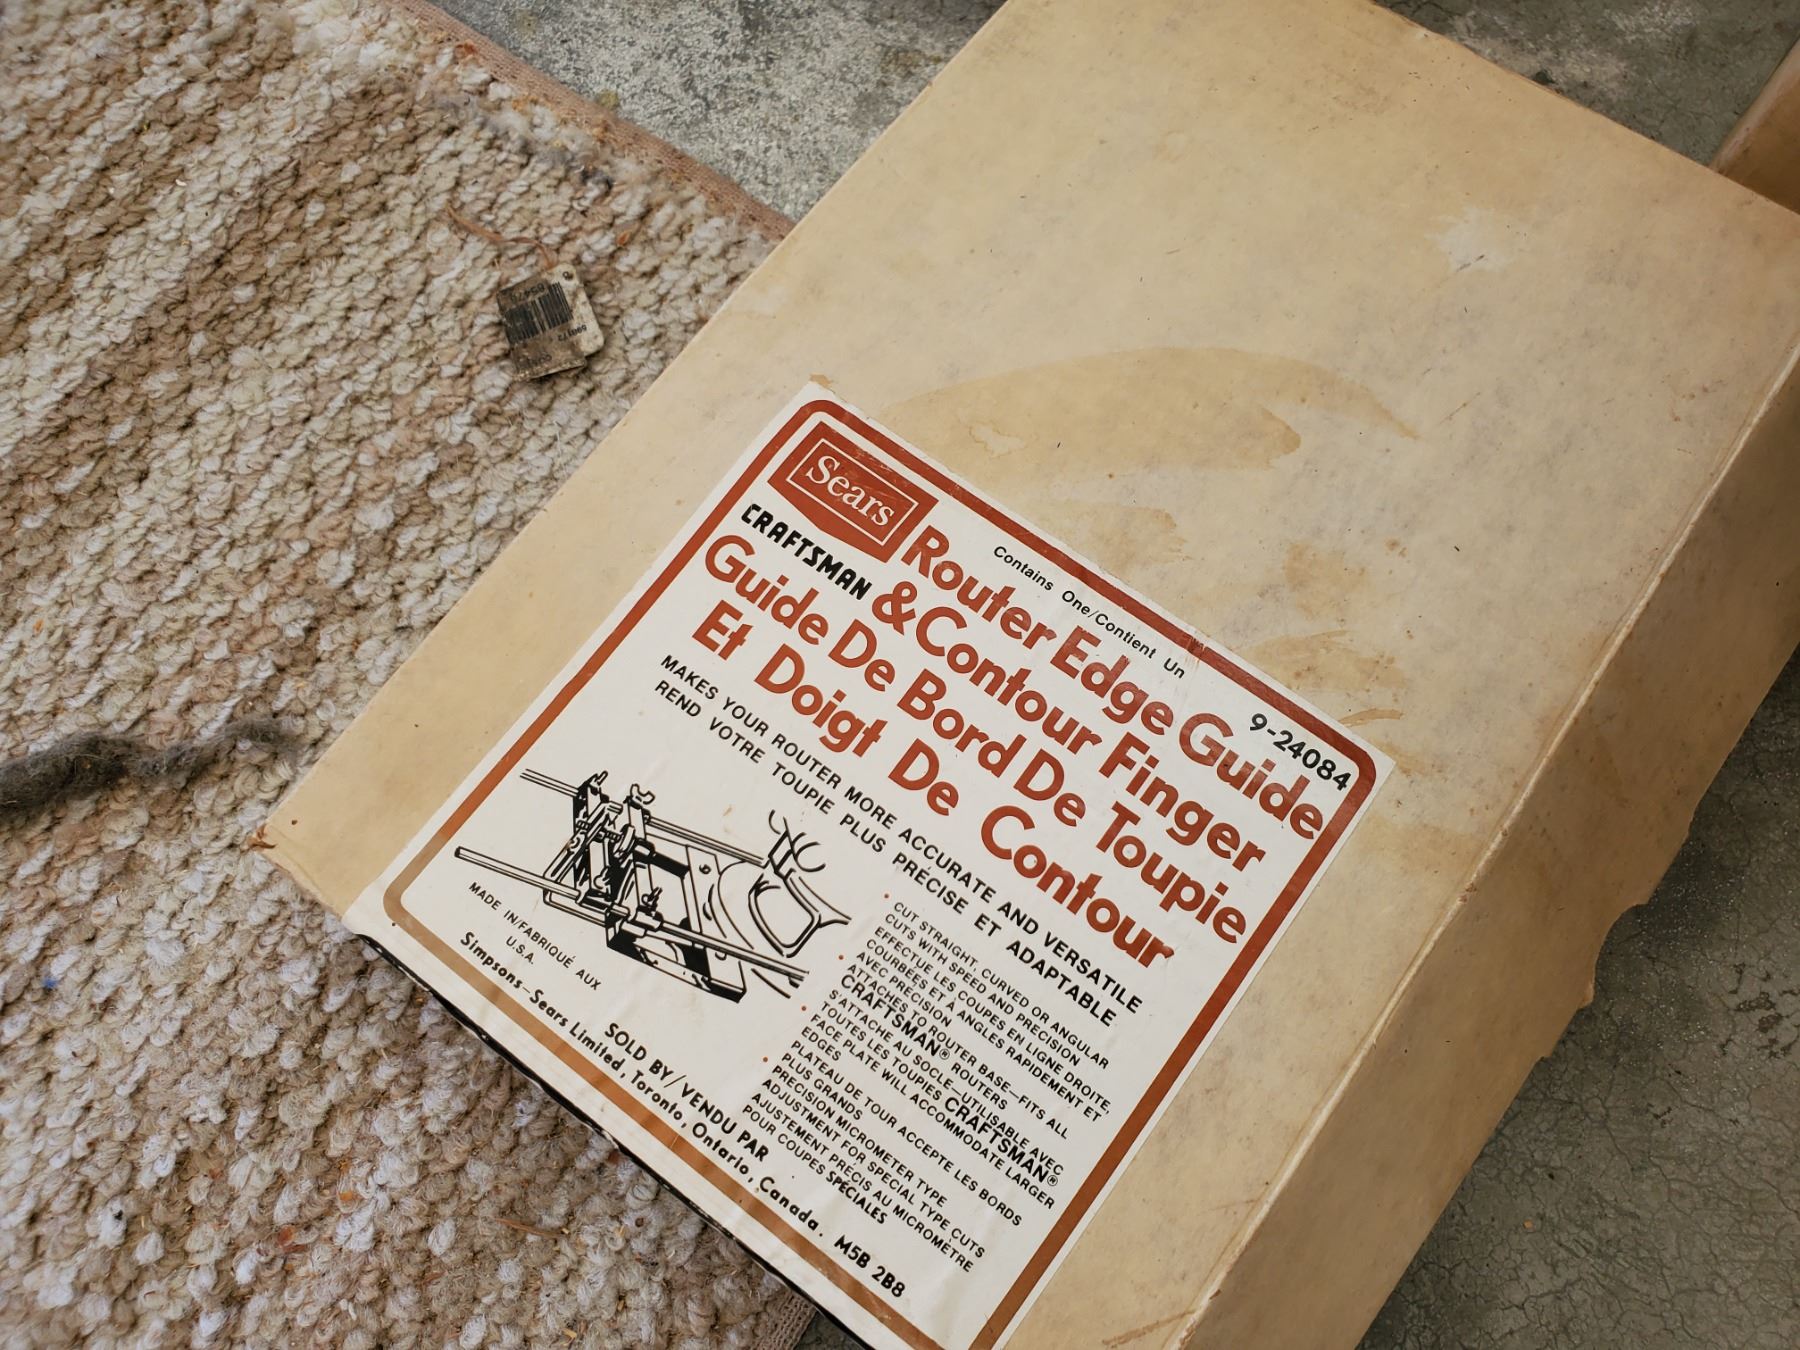 Sears
Contains One/Contient Un
9-24084
CRAFTSMAN
Router Edge Guide
& Contour Finger
Guide De Bord De Toupie
Et Doigt De Contour
MAKES YOUR ROUTER MORE ACCURATE AND VERSATILE
REND VOTRE TOUPIE PLUS PRÉCISE ET ADAPTABLE
• CUT STRAIGHT, CURVED OR ANGULAR
CUTS WITH SPEED AND PRECISION
EFFECTUE LES COUPES EN LIGNE DROITE,
COURBÉES ET À ANGLES RAPIDEMENT ET
AVEC PRÉCISION
• ATTACHES TO ROUTER BASE—FITS ALL
CRAFTSMAN® ROUTERS
S'ATTACHE AU SOCLE—UTILISABLE AVEC
TOUTES LES TOUPIES CRAFTSMAN®
• FACE PLATE WILL ACCOMMODATE LARGER
EDGES
PLATEAU DE TOUR ACCEPTE LES BORDS
PLUS GRANDS
• PRECISION MICROMETER TYPE
ADJUSTMENT FOR SPECIAL TYPE CUTS
AJUSTEMENT PRÉCIS AU MICROMÈTRE
POUR COUPES SPÉCIALES
MADE IN/FABRIQUÉ AUX
U.S.A.
SOLD BY/VENDU PAR
Simpsons-Sears Limited, Toronto, Ontario, Canada. M5B 2B8